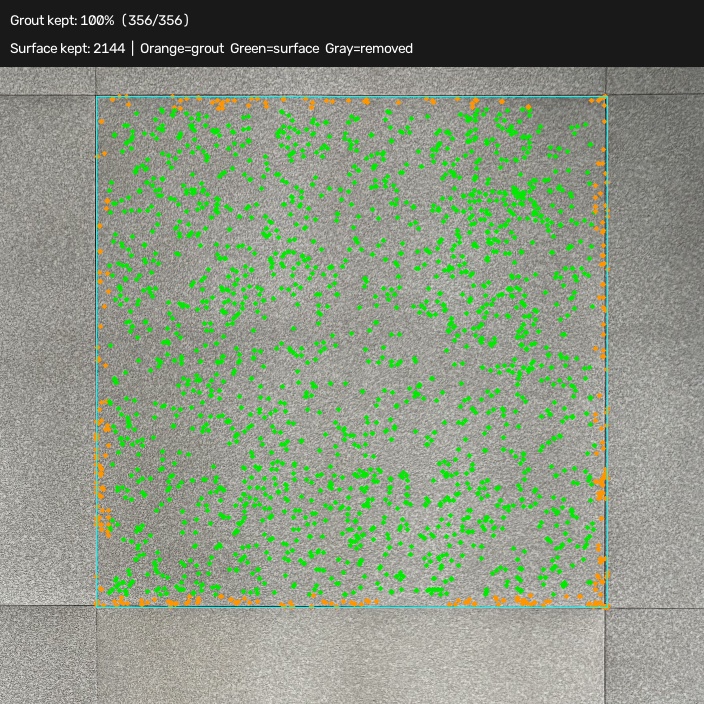 Grout kept: 100% (356/356)
Surface kept: 2144 | Orange=grout Green=surface Gray=removed